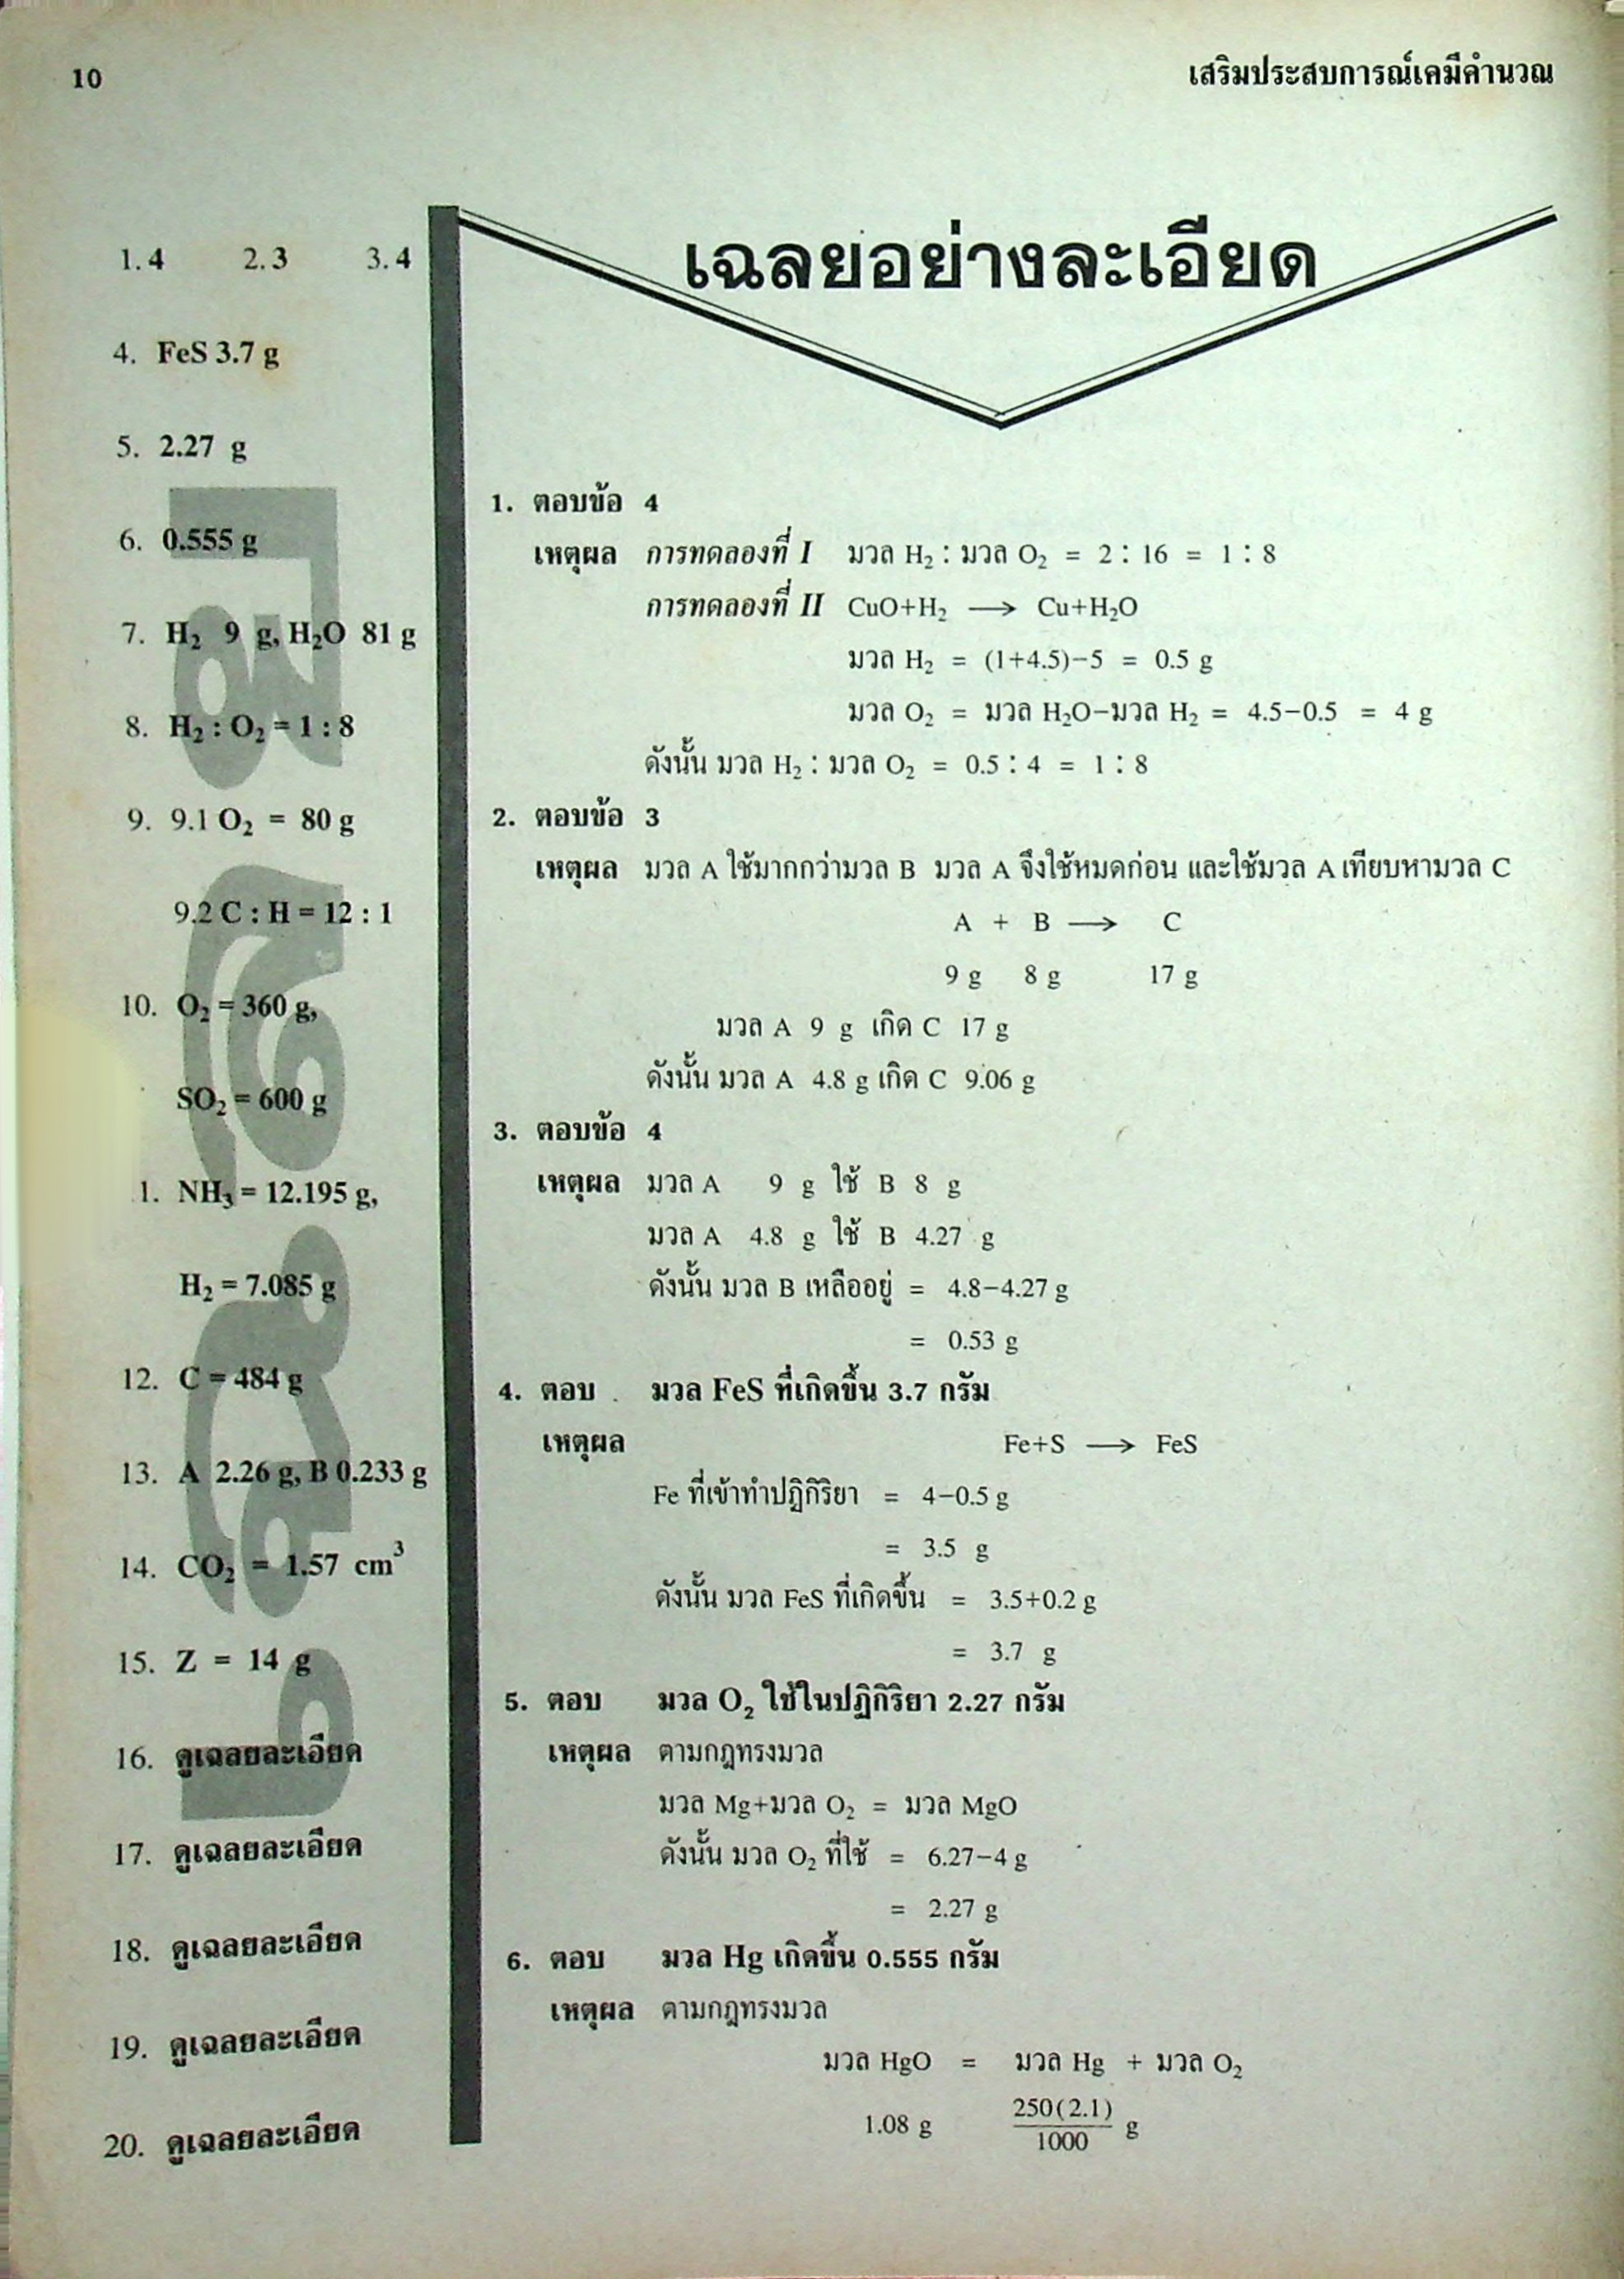 10
เสริมประสบการณ์เคมีคำนวณ
1. 4 2. 3 3. 4
4. FeS 3.7 g
5. 2.27 g
6. 0.555 g
7. H₂ 9 g, H₂O 81 g
8. H₂ : O₂ = 1 : 8
9. 9.1 O₂ = 80 g
9.2 C : H = 12 : 1
10. O₂ = 360 g,
SO₂ = 600 g
1. NH₃ = 12.195 g,
H₂ = 7.085 g
12. C = 484 g
13. A 2.26 g, B 0.233 g
14. CO₂ = 1.57 cm³
15. Z = 14 g
16. ดูเฉลยละเอียด
17. ดูเฉลยละเอียด
18. ดูเฉลยละเอียด
19. ดูเฉลยละเอียด
20. ดูเฉลยละเอียด
เฉลยอย่างละเอียด
1. ตอบข้อ 4
เหตุผล การทดลองที่ I มวล H₂ : มวล O₂ = 2 : 16 = 1 : 8
การทดลองที่ II CuO+H₂ ⟶ Cu+H₂O
มวล H₂ = (1+4.5)−5 = 0.5 g
มวล O₂ = มวล H₂O−มวล H₂ = 4.5−0.5 = 4 g
ดังนั้น มวล H₂ : มวล O₂ = 0.5 : 4 = 1 : 8
2. ตอบข้อ 3
เหตุผล มวล A ใช้มากกว่ามวล B มวล A จึงใช้หมดก่อน และใช้มวล A เทียบหามวล C
A + B ⟶ C
9 g 8 g 17 g
มวล A 9 g เกิด C 17 g
ดังนั้น มวล A 4.8 g เกิด C 9.06 g
3. ตอบข้อ 4
เหตุผล มวล A 9 g ใช้ B 8 g
มวล A 4.8 g ใช้ B 4.27 g
ดังนั้น มวล B เหลืออยู่ = 4.8−4.27 g
= 0.53 g
4. ตอบ มวล FeS ที่เกิดขึ้น 3.7 กรัม
เหตุผล Fe+S ⟶ FeS
Fe ที่เข้าทำปฏิกิริยา = 4−0.5 g
= 3.5 g
ดังนั้น มวล FeS ที่เกิดขึ้น = 3.5+0.2 g
= 3.7 g
5. ตอบ มวล O₂ ใช้ในปฏิกิริยา 2.27 กรัม
เหตุผล ตามกฎทรงมวล
มวล Mg+มวล O₂ = มวล MgO
ดังนั้น มวล O₂ ที่ใช้ = 6.27−4 g
= 2.27 g
6. ตอบ มวล Hg เกิดขึ้น 0.555 กรัม
เหตุผล ตามกฎทรงมวล
มวล HgO = มวล Hg + มวล O₂
1.08 g 250(2.1)/1000 g